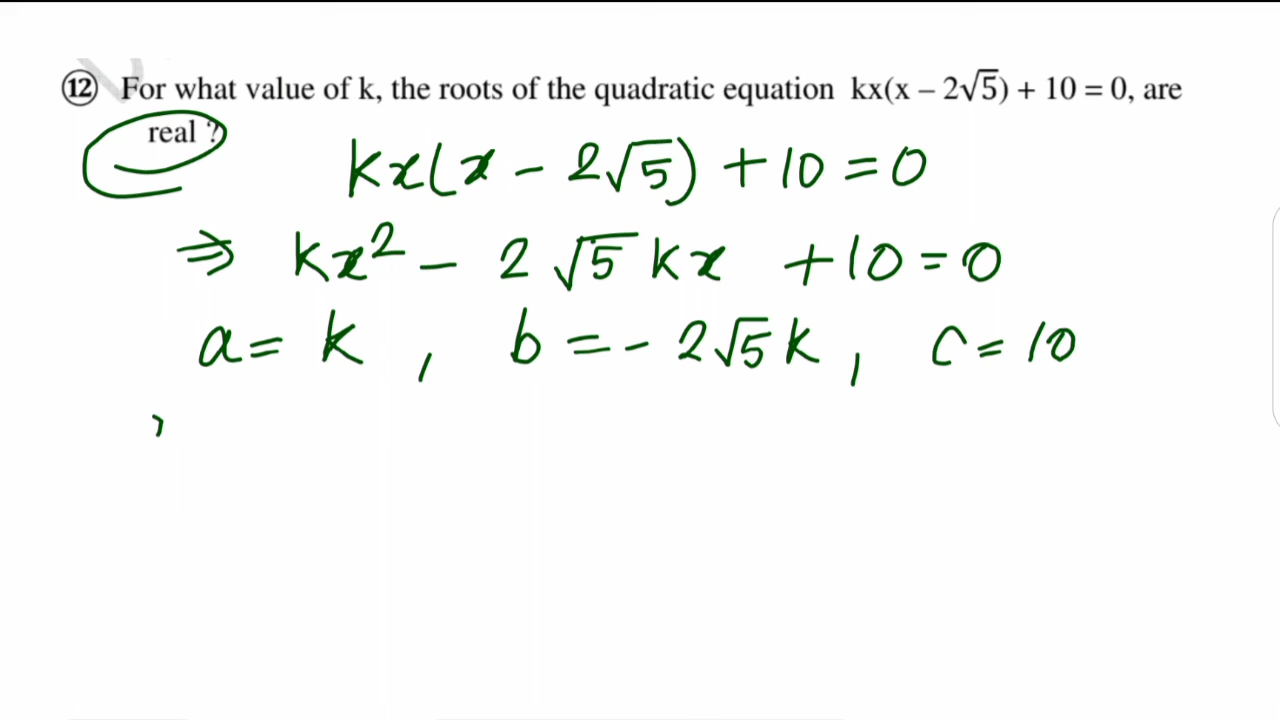 ⑫ For what value of k, the roots of the quadratic equation kx(x – 2√5) + 10 = 0, are
real ?
kx(x - 2√5) + 10 = 0
⇒ kx² - 2√5 kx + 10 = 0
a = k , b = - 2√5 k , c = 10